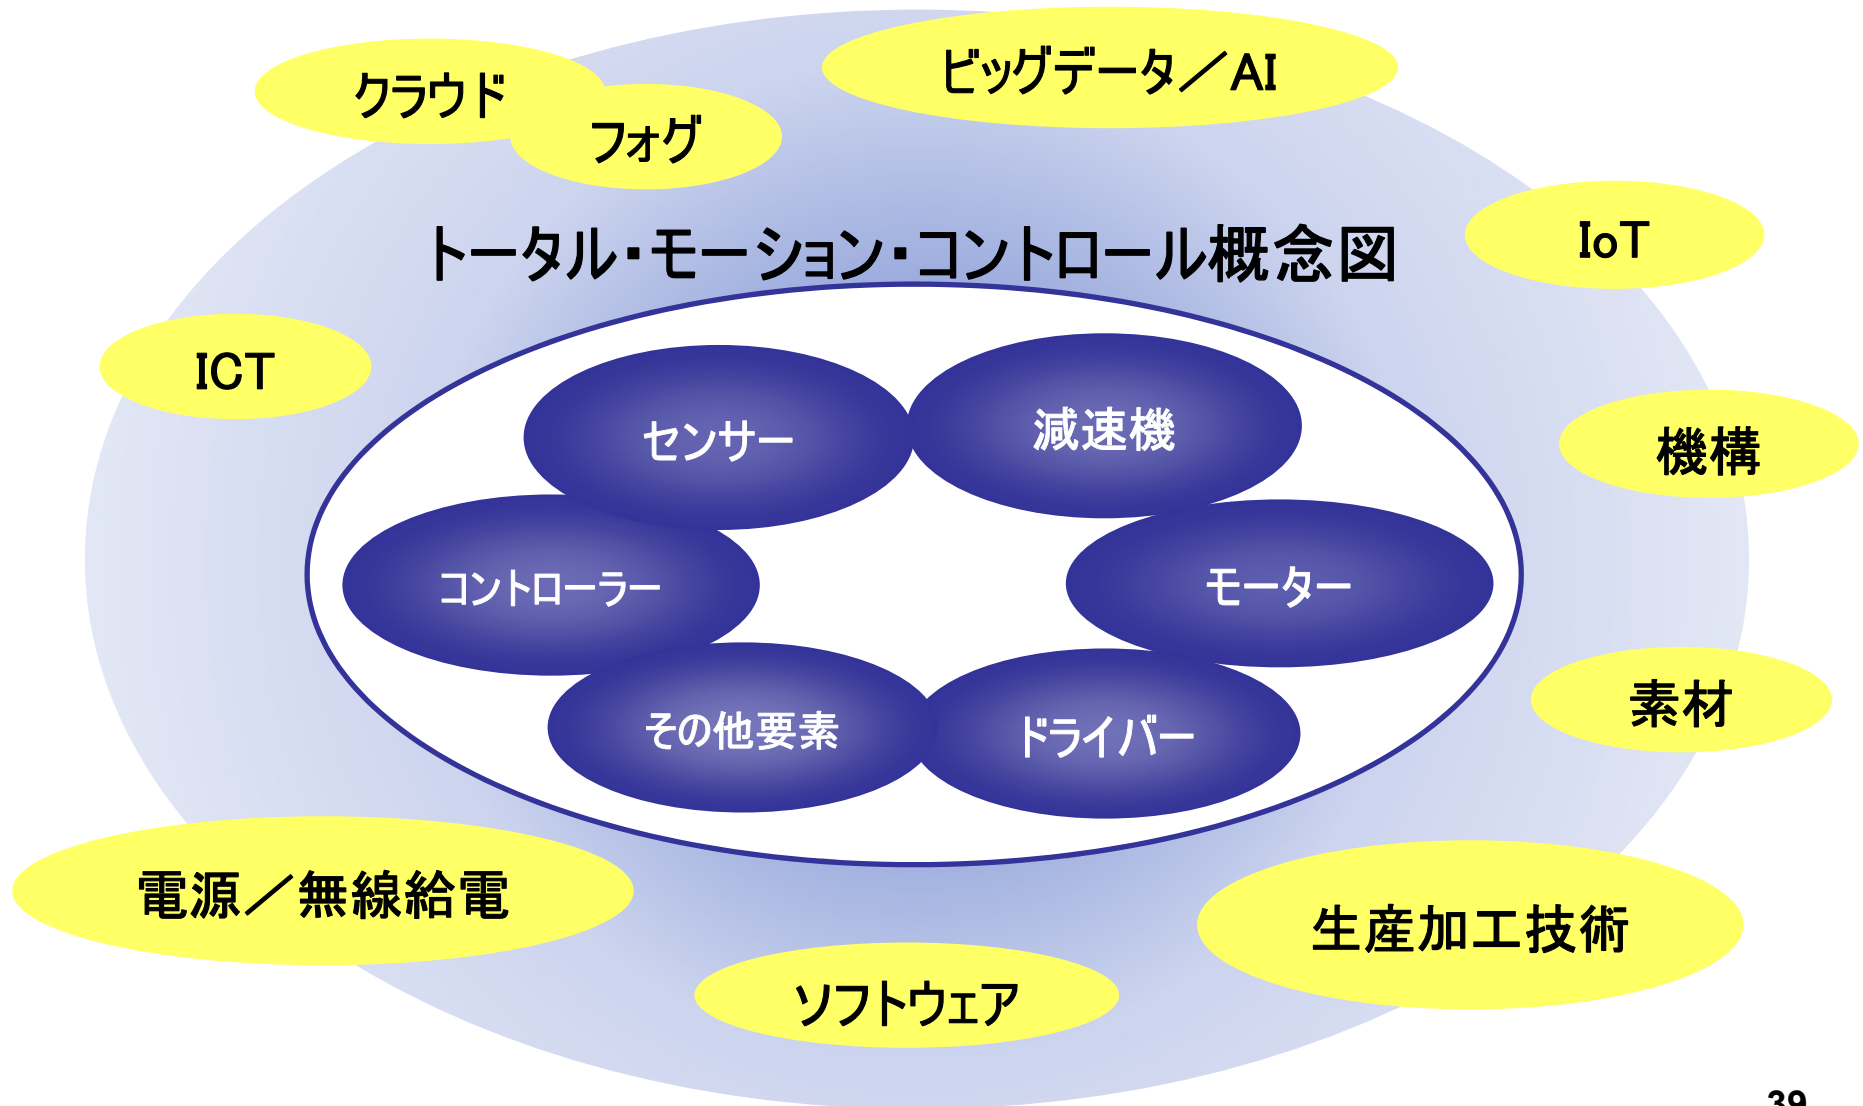 クラウド
フォグ
ビッグデータ／AI
トータル・モーション・コントロール概念図
IoT
ICT
センサー
減速機
機構
コントローラー
モーター
素材
その他要素
ドライバー
電源／無線給電
生産加工技術
ソフトウェア
39